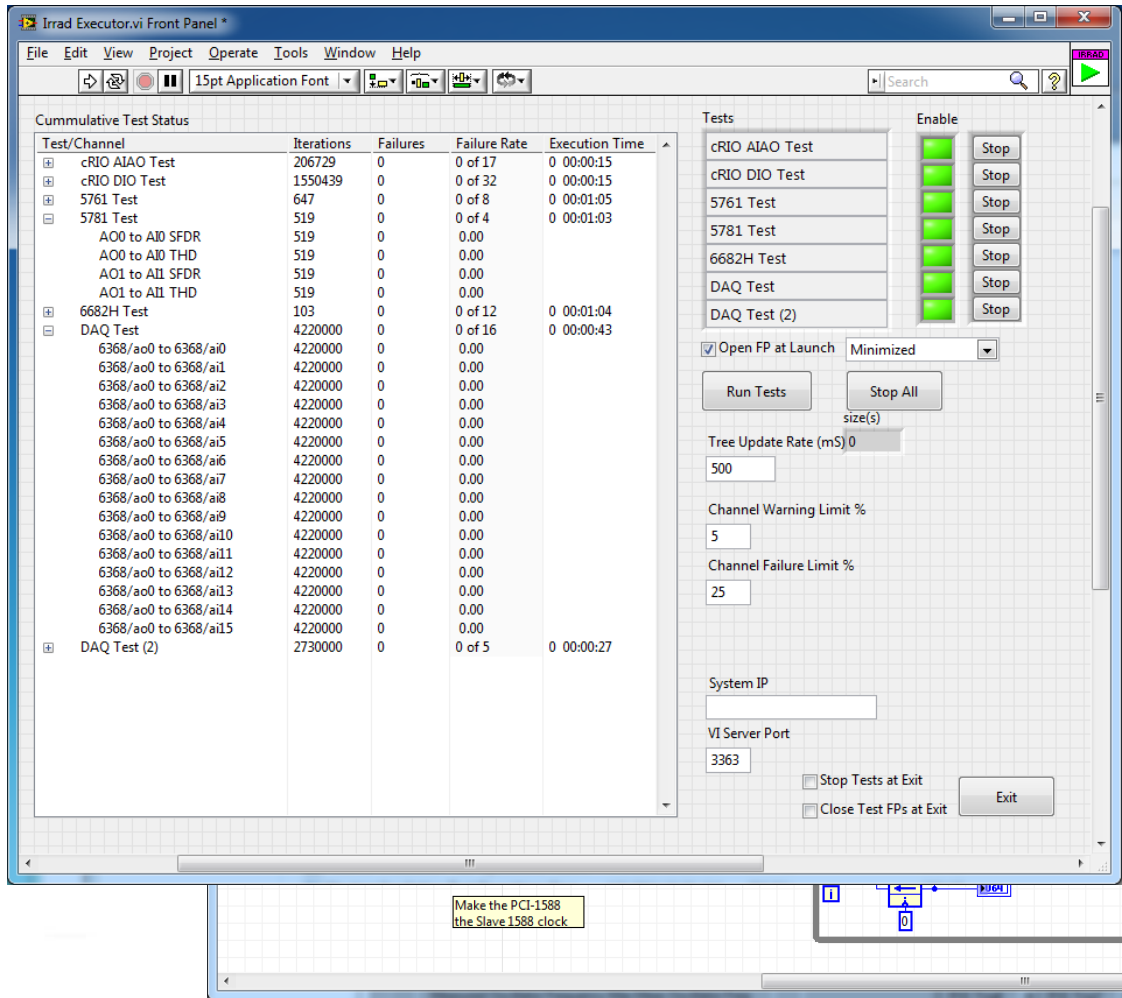 Irrad Executor.vi Front Panel *
File Edit View Project Operate Tools Window Help
15pt Application Font
Search
IRRAD
Cummulative Test Status
Test/Channel Iterations Failures Failure Rate Execution Time
cRIO AIAO Test 206729 0 0 of 17 0 00:00:15
cRIO DIO Test 1550439 0 0 of 32 0 00:00:15
5761 Test 647 0 0 of 8 0 00:01:05
5781 Test 519 0 0 of 4 0 00:01:03
AO0 to AI0 SFDR 519 0 0.00
AO0 to AI0 THD 519 0 0.00
AO1 to AI1 SFDR 519 0 0.00
AO1 to AI1 THD 519 0 0.00
6682H Test 103 0 0 of 12 0 00:01:04
DAQ Test 4220000 0 0 of 16 0 00:00:43
6368/ao0 to 6368/ai0 4220000 0 0.00
6368/ao0 to 6368/ai1 4220000 0 0.00
6368/ao0 to 6368/ai2 4220000 0 0.00
6368/ao0 to 6368/ai3 4220000 0 0.00
6368/ao0 to 6368/ai4 4220000 0 0.00
6368/ao0 to 6368/ai5 4220000 0 0.00
6368/ao0 to 6368/ai6 4220000 0 0.00
6368/ao0 to 6368/ai7 4220000 0 0.00
6368/ao0 to 6368/ai8 4220000 0 0.00
6368/ao0 to 6368/ai9 4220000 0 0.00
6368/ao0 to 6368/ai10 4220000 0 0.00
6368/ao0 to 6368/ai11 4220000 0 0.00
6368/ao0 to 6368/ai12 4220000 0 0.00
6368/ao0 to 6368/ai13 4220000 0 0.00
6368/ao0 to 6368/ai14 4220000 0 0.00
6368/ao0 to 6368/ai15 4220000 0 0.00
DAQ Test (2) 2730000 0 0 of 5 0 00:00:27
Tests Enable
cRIO AIAO Test Stop
cRIO DIO Test Stop
5761 Test Stop
5781 Test Stop
6682H Test Stop
DAQ Test Stop
DAQ Test (2) Stop
Open FP at Launch Minimized
Run Tests Stop All
size(s)
Tree Update Rate (mS) 0
500
Channel Warning Limit %
5
Channel Failure Limit %
25
System IP
VI Server Port
3363
Stop Tests at Exit
Close Test FPs at Exit
Exit
Make the PCI-1588
the Slave 1588 clock
i
U64
0